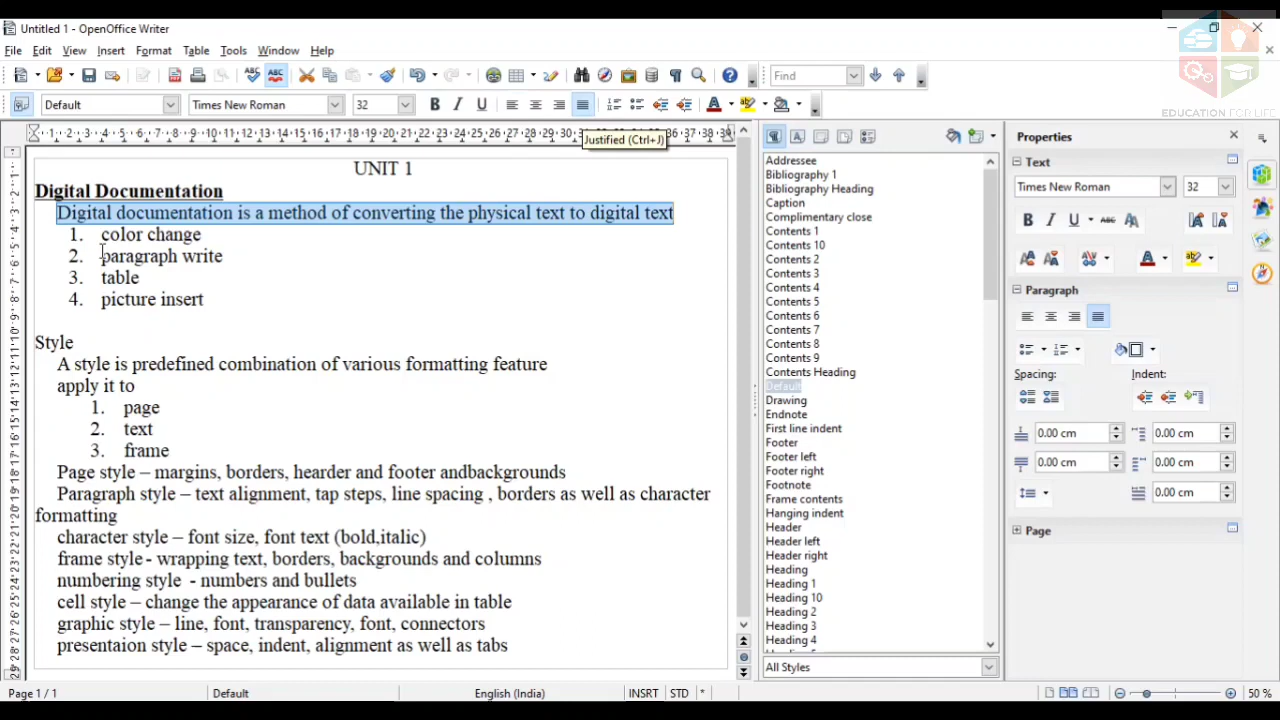 Untitled 1 - OpenOffice Writer
File Edit View Insert Format Table Tools Window Help
Find
Default Times New Roman 32
Justified (Ctrl+J)
EDUCATION FOR LIFE
UNIT 1
Digital Documentation
Digital documentation is a method of converting the physical text to digital text
1. color change
2. paragraph write
3. table
4. picture insert
Style
A style is predefined combination of various formatting feature
apply it to
1. page
2. text
3. frame
Page style – margins, borders, hearder and footer andbackgrounds
Paragraph style – text alignment, tap steps, line spacing , borders as well as character
formatting
character style – font size, font text (bold,italic)
frame style - wrapping text, borders, backgrounds and columns
numbering style - numbers and bullets
cell style – change the appearance of data available in table
graphic style – line, font, transparency, font, connectors
presentaion style – space, indent, alignment as well as tabs
Addressee
Bibliography 1
Bibliography Heading
Caption
Complimentary close
Contents 1
Contents 10
Contents 2
Contents 3
Contents 4
Contents 5
Contents 6
Contents 7
Contents 8
Contents 9
Contents Heading
Default
Drawing
Endnote
First line indent
Footer
Footer left
Footer right
Footnote
Frame contents
Hanging indent
Header
Header left
Header right
Heading
Heading 1
Heading 10
Heading 2
Heading 3
Heading 4
All Styles
Properties
Text
Times New Roman 32
Paragraph
Spacing: Indent:
0.00 cm 0.00 cm
0.00 cm 0.00 cm
0.00 cm
Page
Page 1 / 1 Default English (India) INSRT STD * 50 %